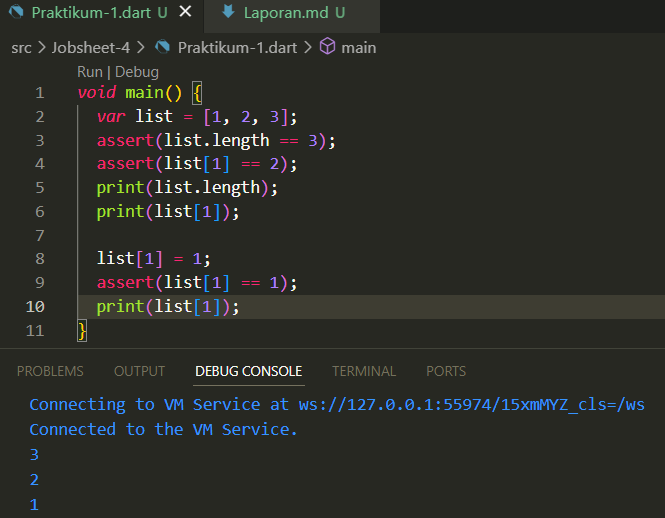 Praktikum-1.dart U Laporan.md U
src > Jobsheet-4 > Praktikum-1.dart > main
Run | Debug
1 void main() {
2 var list = [1, 2, 3];
3 assert(list.length == 3);
4 assert(list[1] == 2);
5 print(list.length);
6 print(list[1]);
7
8 list[1] = 1;
9 assert(list[1] == 1);
10 print(list[1]);
11 }
PROBLEMS OUTPUT DEBUG CONSOLE TERMINAL PORTS
Connecting to VM Service at ws://127.0.0.1:55974/15xmMYZ_cls=/ws
Connected to the VM Service.
3
2
1